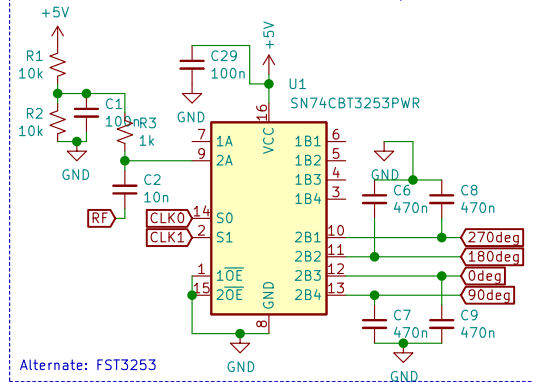 +5V
R1
10k
R2
10k
C1
100n
R3
1k
GND
C2
10n
RF
C29
100n
GND
+5V
U1
SN74CBT3253PWR
16
VCC
7 1A
9 2A
14 S0
2 S1
1 1OE
15 2OE
GND
8
1B1 6
1B2 5
1B3 4
1B4 3
2B1 10
2B2 11
2B3 12
2B4 13
CLK0
CLK1
GND
GND
C6
470n
C8
470n
270deg
180deg
0deg
90deg
C7
470n
C9
470n
GND
Alternate: FST3253